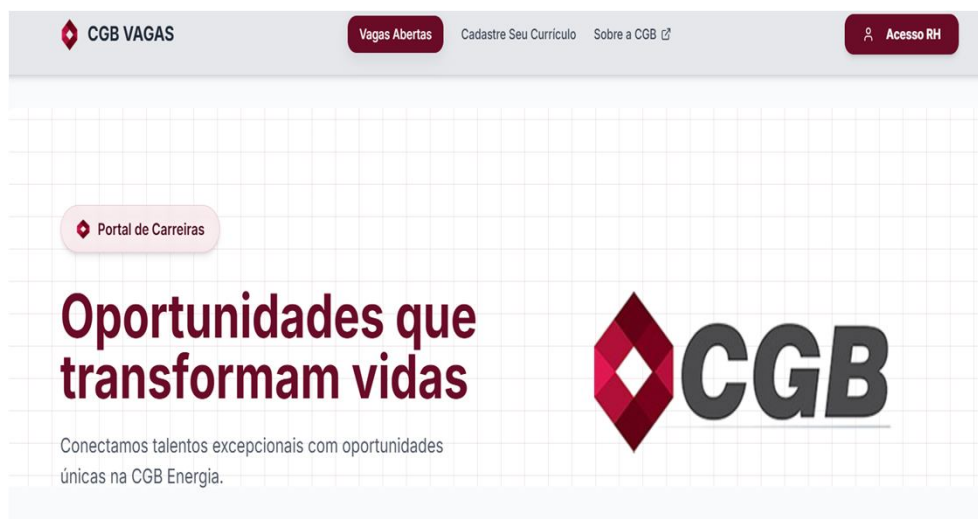 CGB VAGAS
Vagas Abertas
Cadastre Seu Currículo
Sobre a CGB
Acesso RH
Portal de Carreiras
Oportunidades que
transformam vidas
CGB
Conectamos talentos excepcionais com oportunidades
únicas na CGB Energia.